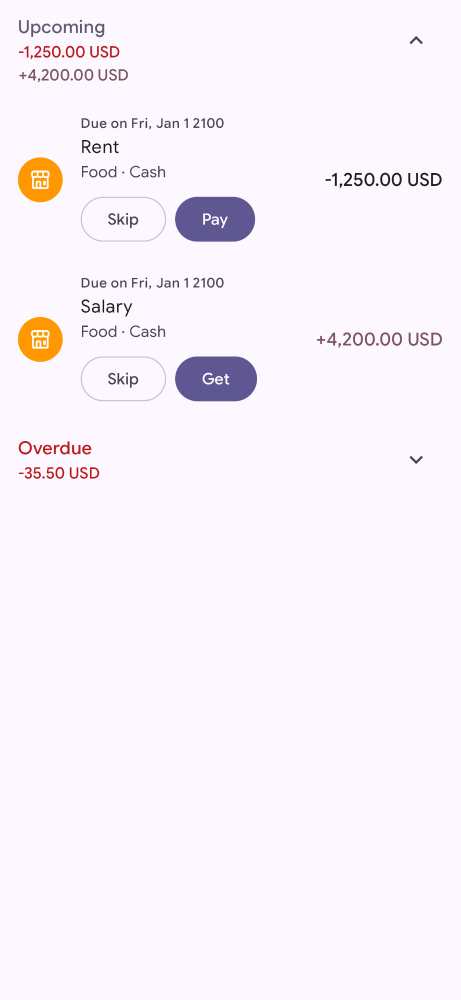 Upcoming
-1,250.00 USD
+4,200.00 USD
Due on Fri, Jan 1 2100
Rent
Food · Cash
-1,250.00 USD
Skip
Pay
Due on Fri, Jan 1 2100
Salary
Food · Cash
+4,200.00 USD
Skip
Get
Overdue
-35.50 USD